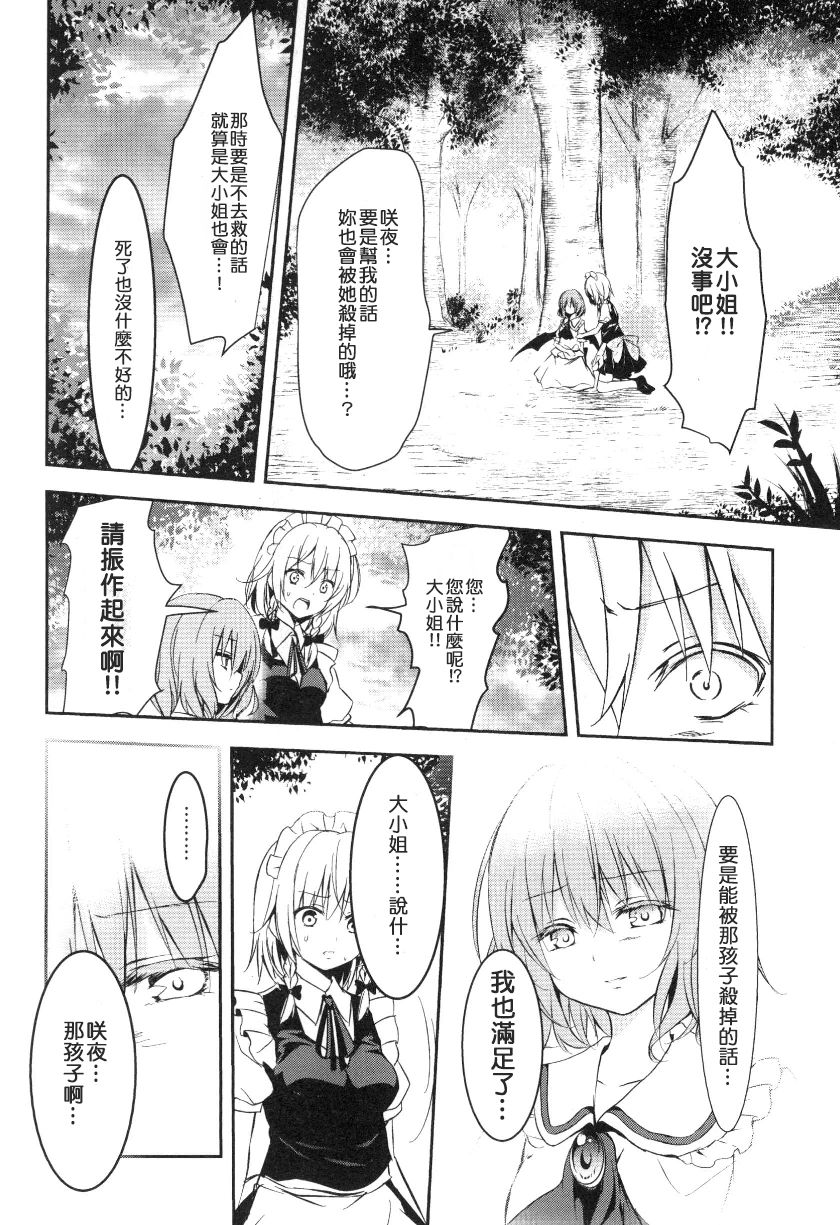 大小姐!!
沒事吧!?
咲夜…
要是幫我的話
妳也會被她殺掉的哦…?
那時要是不去救的話
就算是大小姐也會…!
死了也沒什麼不好的…
您…
您說什麼呢!?
大小姐!!
請振作起來啊!!
要是能被那孩子殺掉的話…
我也滿足了…
大小姐……說什…
………
咲夜…
那孩子啊…